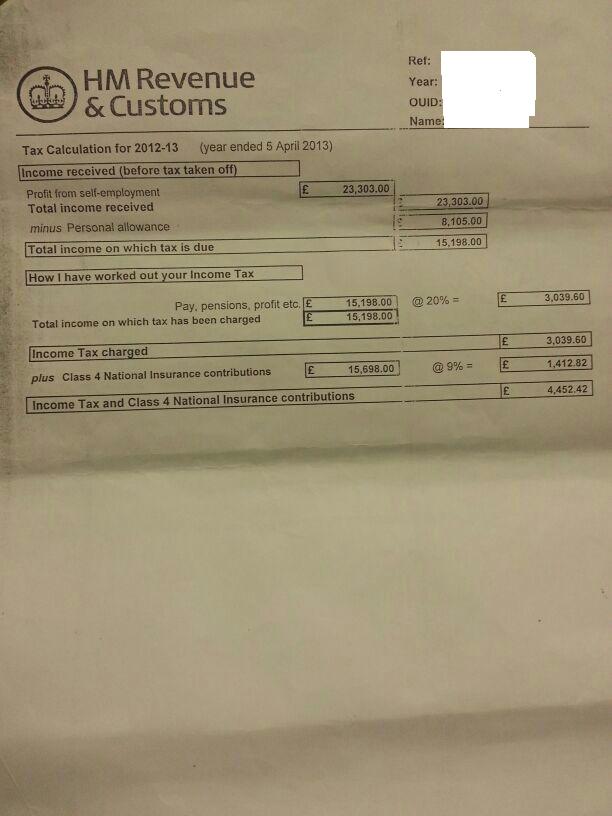 HM Revenue
& Customs
Ref:
Year:
OUID:
Name:
Tax Calculation for 2012-13 (year ended 5 April 2013)
Income received (before tax taken off)
Profit from self-employment £ 23,303.00
Total income received £ 23,303.00
minus Personal allowance £ 8,105.00
Total income on which tax is due £ 15,198.00
How I have worked out your Income Tax
Pay, pensions, profit etc. £ 15,198.00 @ 20% = £ 3,039.60
Total income on which tax has been charged £ 15,198.00
Income Tax charged £ 3,039.60
plus Class 4 National Insurance contributions £ 15,698.00 @ 9% = £ 1,412.82
Income Tax and Class 4 National Insurance contributions £ 4,452.42